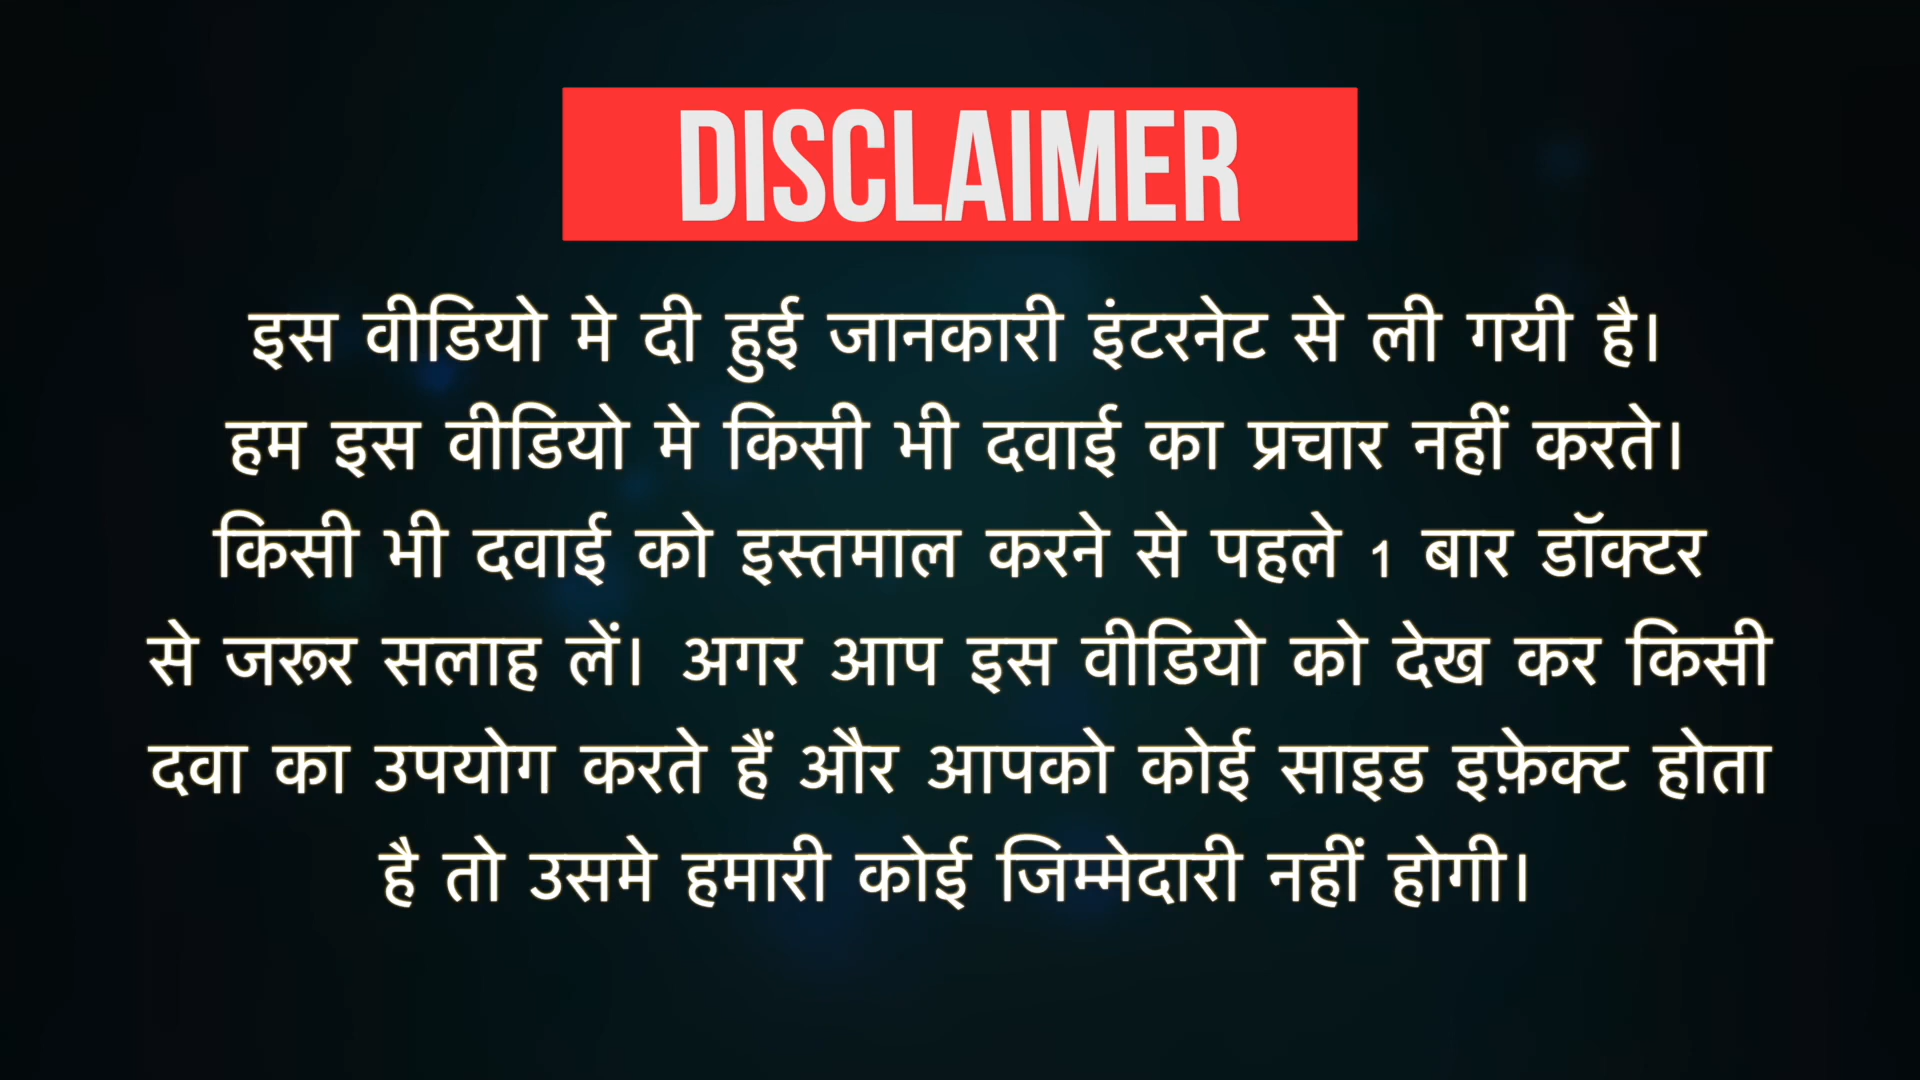 DISCLAIMER
इस वीडियो मे दी हुई जानकारी इंटरनेट से ली गयी है।
हम इस वीडियो मे किसी भी दवाई का प्रचार नहीं करते।
किसी भी दवाई को इस्तमाल करने से पहले 1 बार डॉक्टर
से जरूर सलाह लें। अगर आप इस वीडियो को देख कर किसी
दवा का उपयोग करते हैं और आपको कोई साइड इफ़ेक्ट होता
है तो उसमे हमारी कोई जिम्मेदारी नहीं होगी।